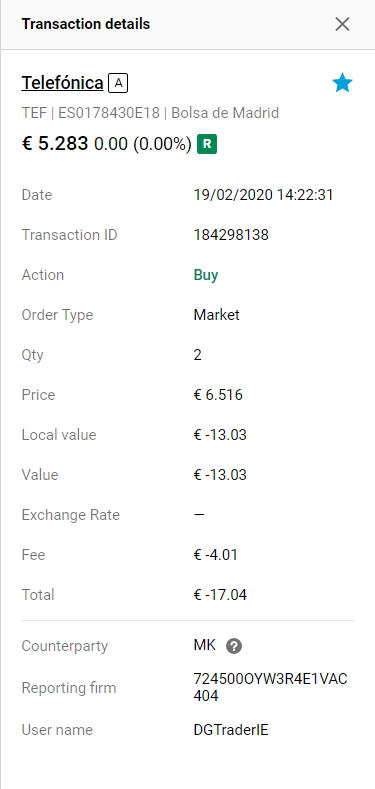 Transaction details
Telefónica A
TEF | ES0178430E18 | Bolsa de Madrid
€ 5.283 0.00 (0.00%) R
Date 19/02/2020 14:22:31
Transaction ID 184298138
Action Buy
Order Type Market
Qty 2
Price € 6.516
Local value € -13.03
Value € -13.03
Exchange Rate —
Fee € -4.01
Total € -17.04
Counterparty MK ?
Reporting firm 724500OYW3R4E1VAC
404
User name DGTraderIE